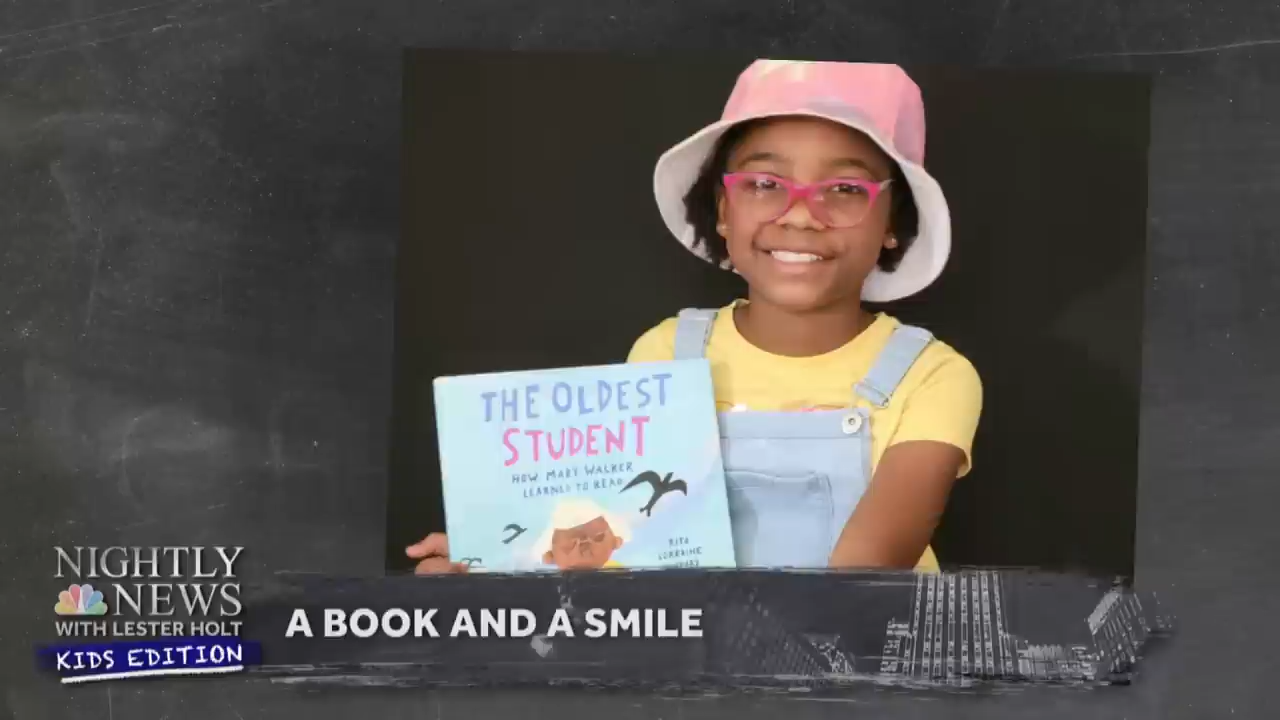 THE OLDEST
STUDENT
HOW MARY WALKER
LEARNED TO READ
RITA
LORRAINE
NIGHTLY
NEWS
WITH LESTER HOLT
KIDS EDITION
A BOOK AND A SMILE